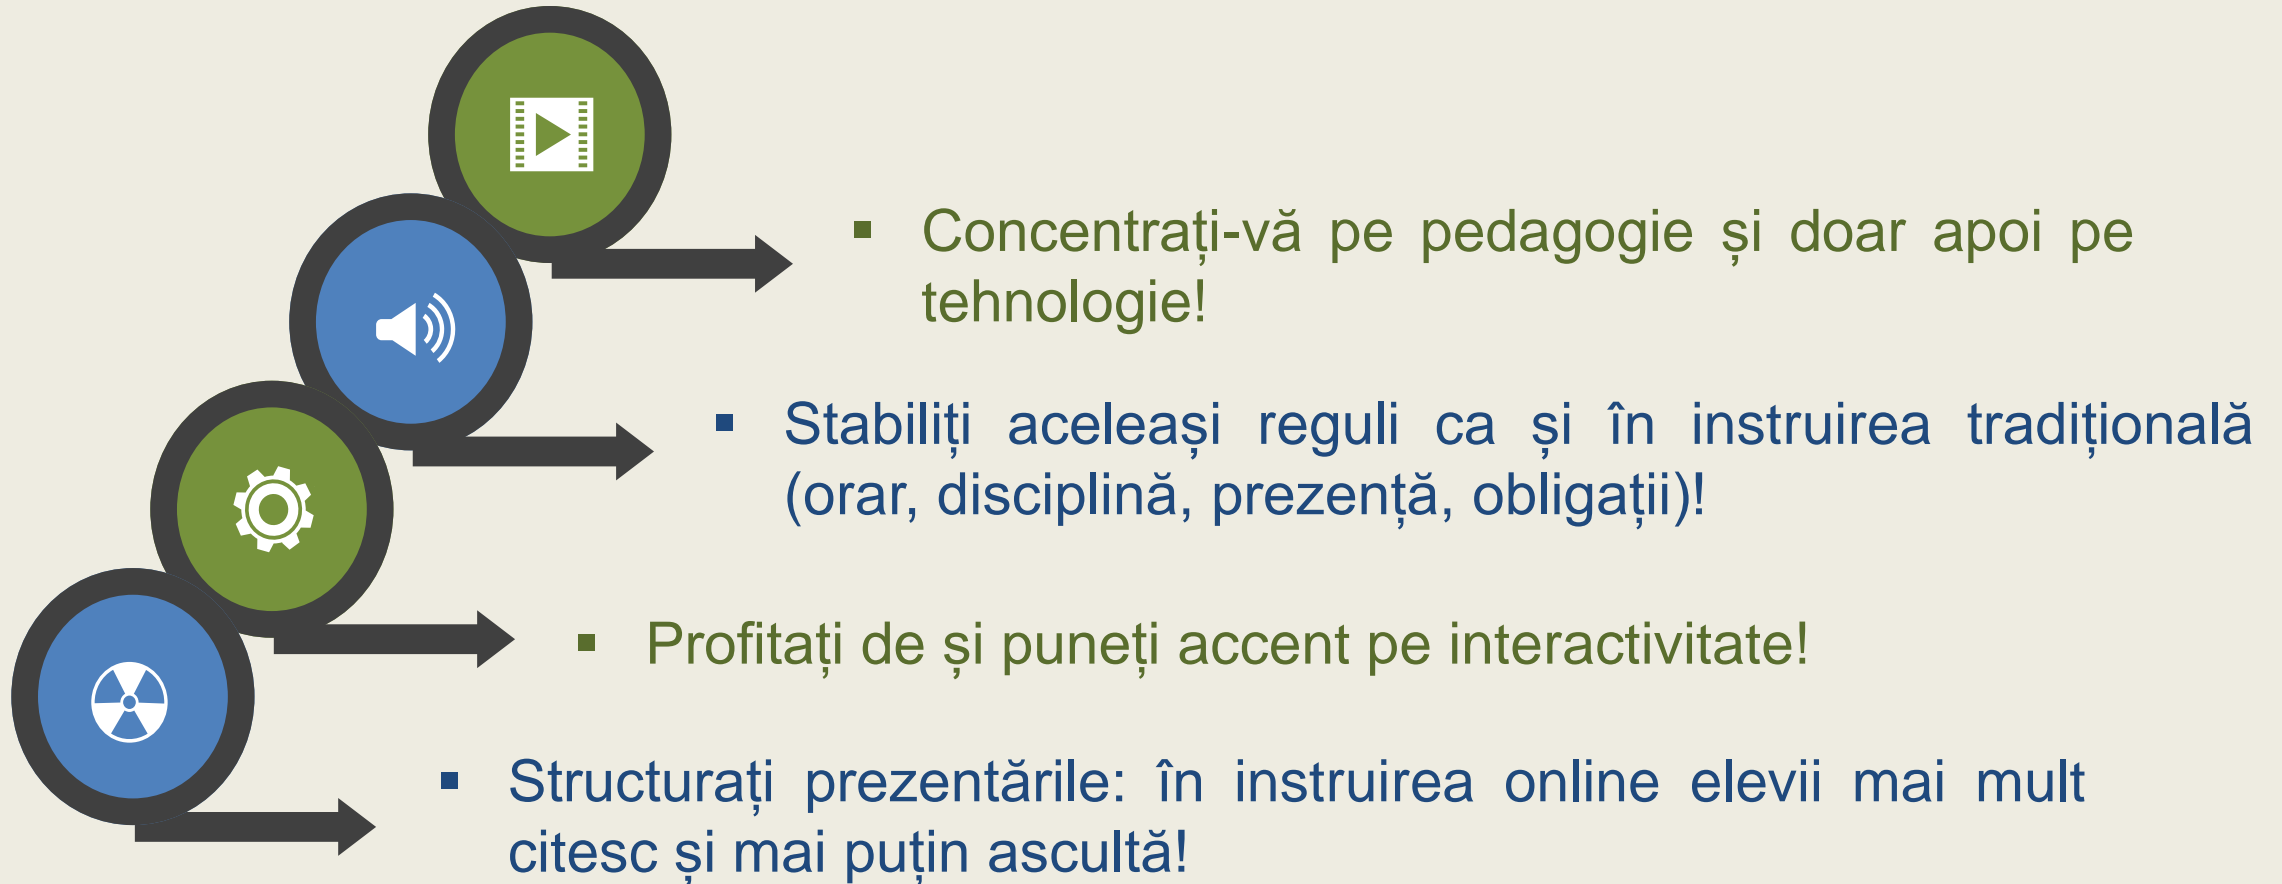 ▪ Concentrați-vă pe pedagogie și doar apoi pe
tehnologie!
▪ Stabiliți aceleași reguli ca și în instruirea tradițională
(orar, disciplină, prezență, obligații)!
▪ Profitați de și puneți accent pe interactivitate!
▪ Structurați prezentările: în instruirea online elevii mai mult
citesc și mai puțin ascultă!